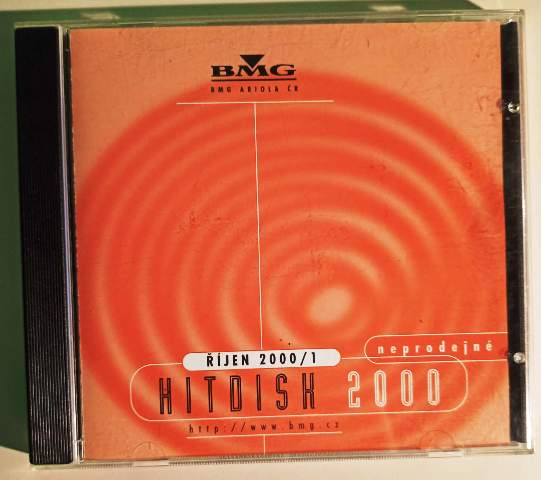 BMG
BMG ARIOLA ČR
ŘÍJEN 2000/1
neprodejné
HITDISK 2000
http://www.bmg.cz